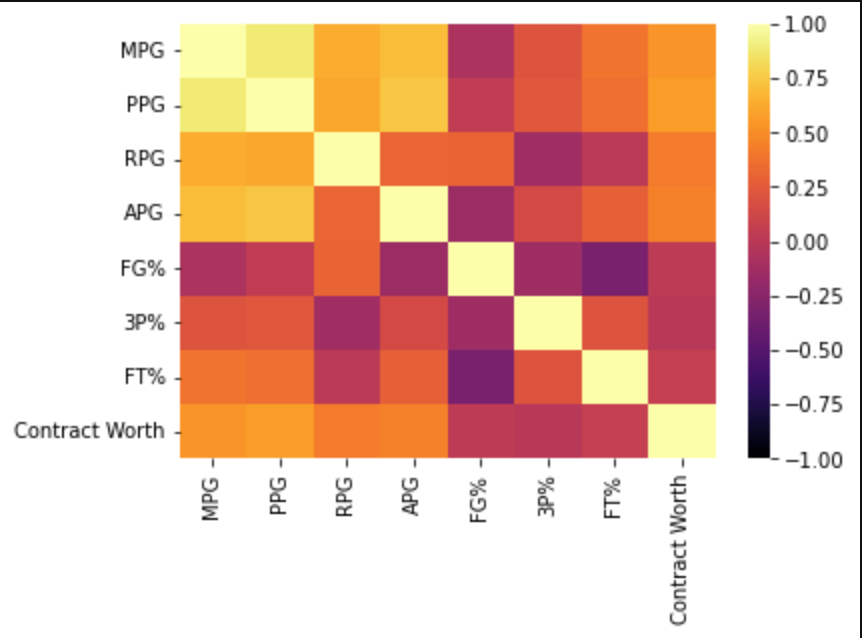 MPG
PPG
RPG
APG
FG%
3P%
FT%
Contract Worth
MPG
PPG
RPG
APG
FG%
3P%
FT%
Contract Worth
1.00
0.75
0.50
0.25
0.00
−0.25
−0.50
−0.75
−1.00